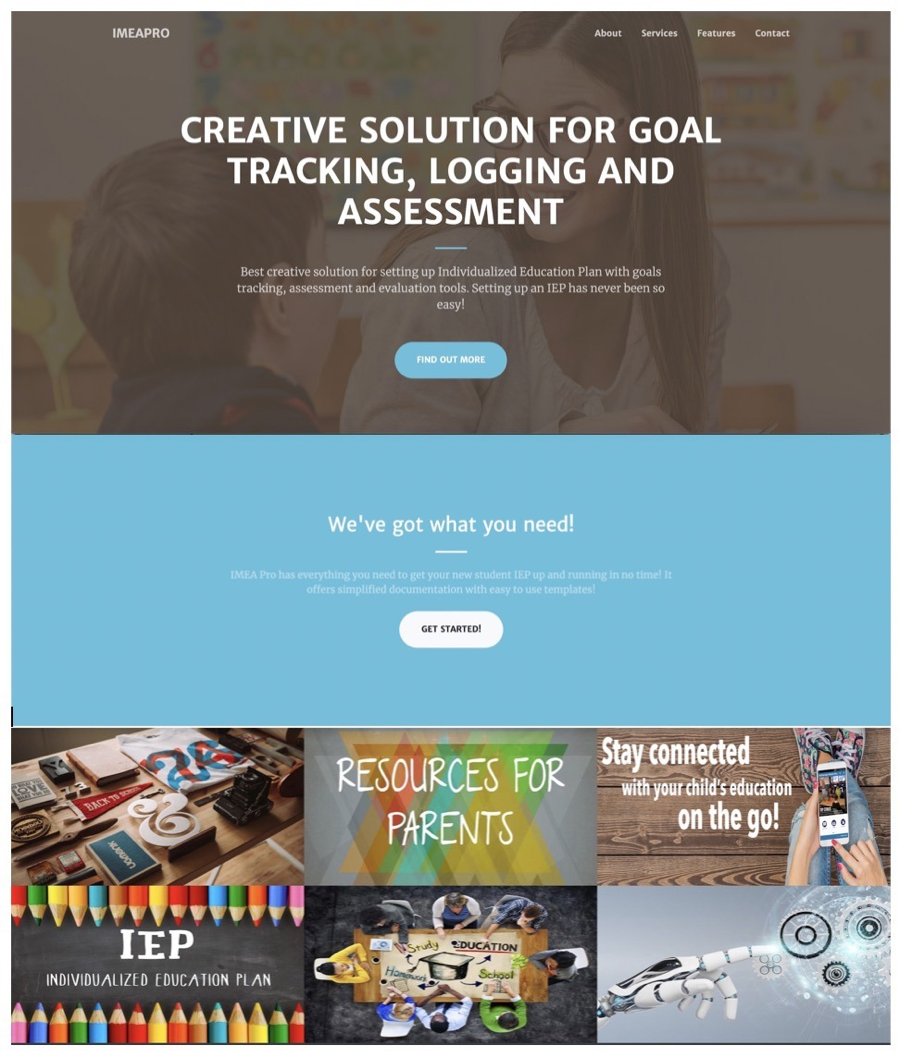 IMEAPRO
About Services Features Contact
CREATIVE SOLUTION FOR GOAL
TRACKING, LOGGING AND
ASSESSMENT
Best creative solution for setting up Individualized Education Plan with goals
tracking, assessment and evaluation tools. Setting up an IEP has never been so
easy!
FIND OUT MORE
We've got what you need!
IMEA Pro has everything you need to get your new student IEP up and running in no time! It
offers simplified documentation with easy to use templates!
GET STARTED!
BACK TO SCHOOL
&
RESOURCES FOR
PARENTS
Stay connected
with your child's education
on the go!
IEP
INDIVIDUALIZED EDUCATION PLAN
Study
EDUCATION
Homework
School